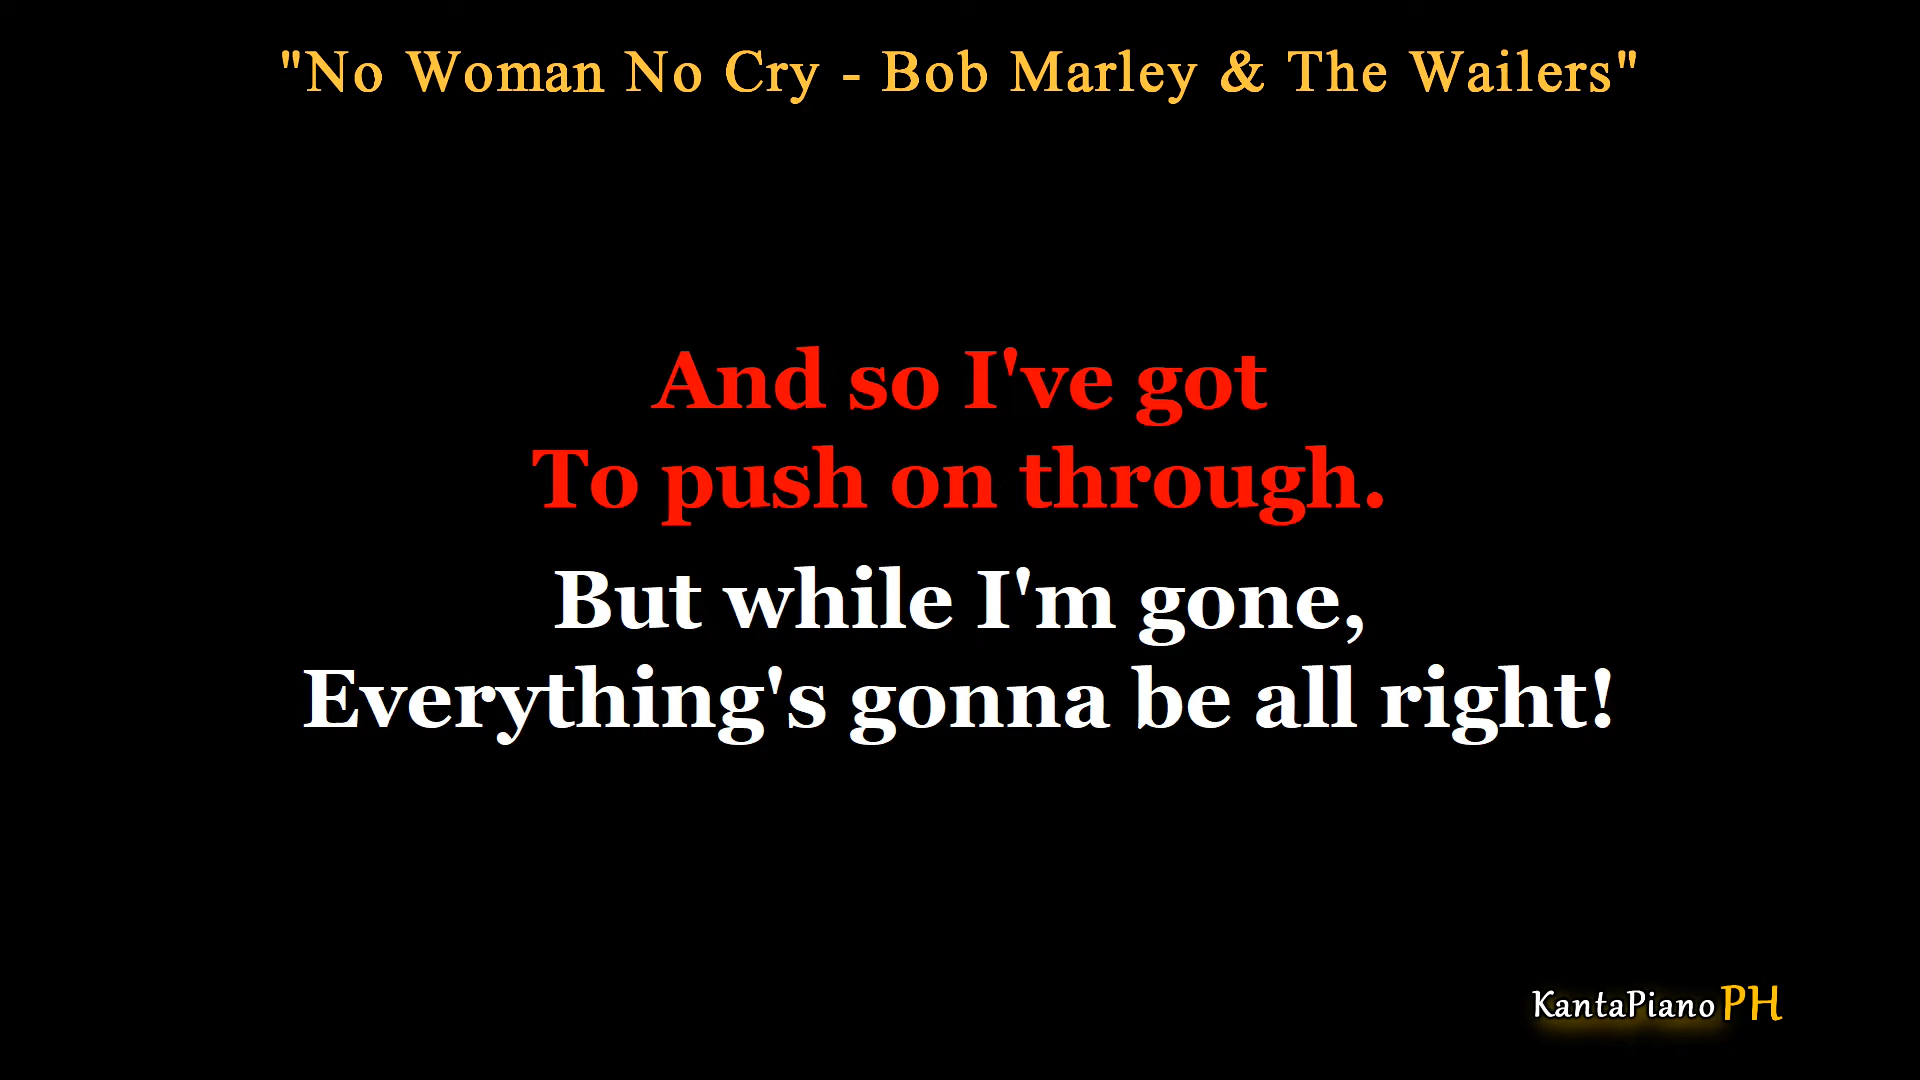 "No Woman No Cry - Bob Marley & The Wailers"
And so I've got
To push on through.
But while I'm gone,
Everything's gonna be all right!
KantaPiano PH